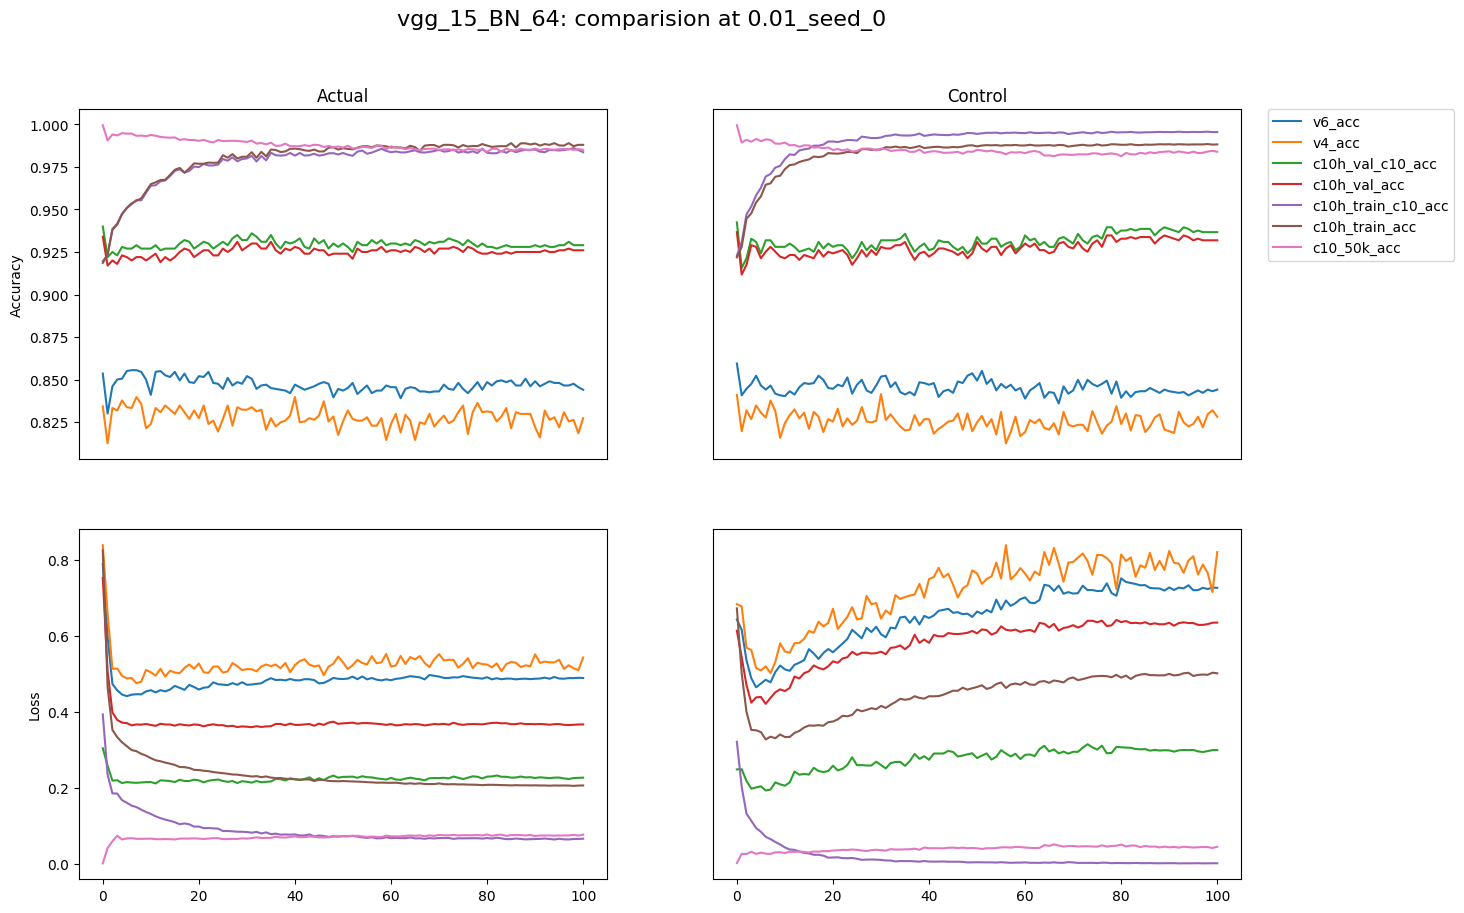 vgg_15_BN_64: comparision at 0.01_seed_0
Actual
Control
1.000
0.975
0.950
0.925
0.900
0.875
0.850
0.825
Accuracy
v6_acc
v4_acc
c10h_val_c10_acc
c10h_val_acc
c10h_train_c10_acc
c10h_train_acc
c10_50k_acc
0.8
0.6
0.4
0.2
0.0
Loss
0 20 40 60 80 100
0 20 40 60 80 100